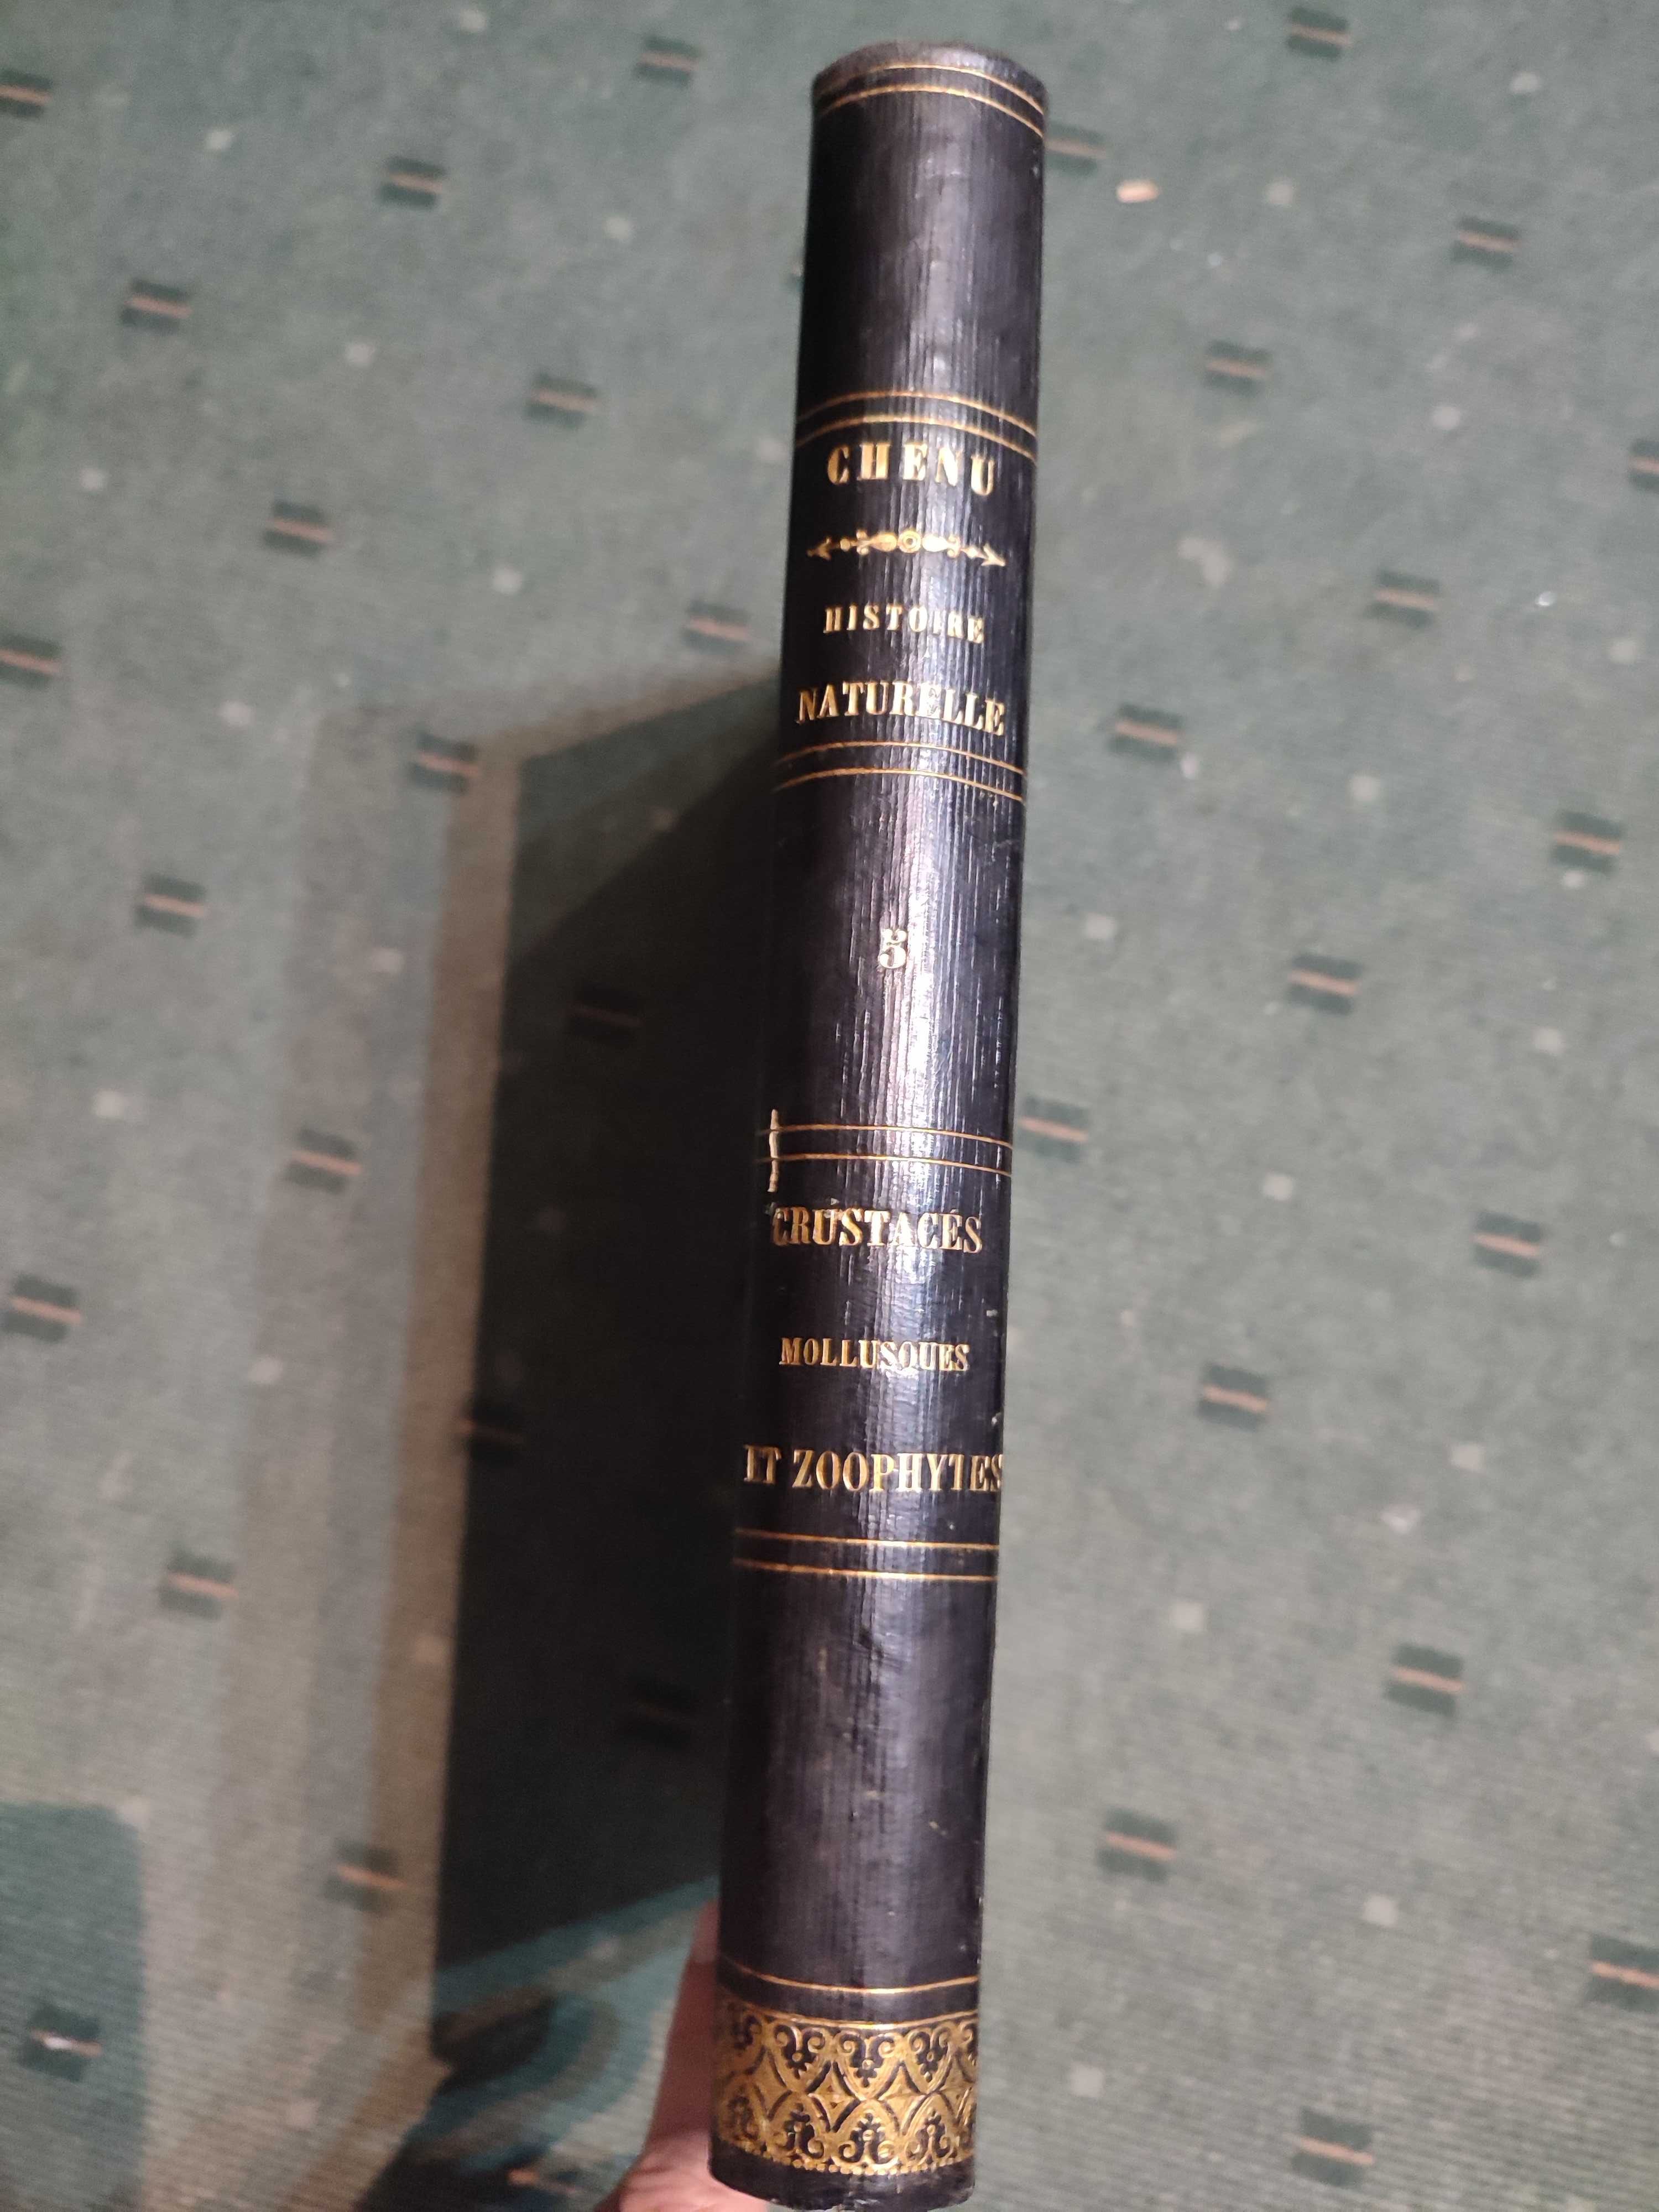 CHENU
HISTOIRE
NATURELLE
5
CRUSTACÉS
MOLLUSQUES
ET ZOOPHYTES